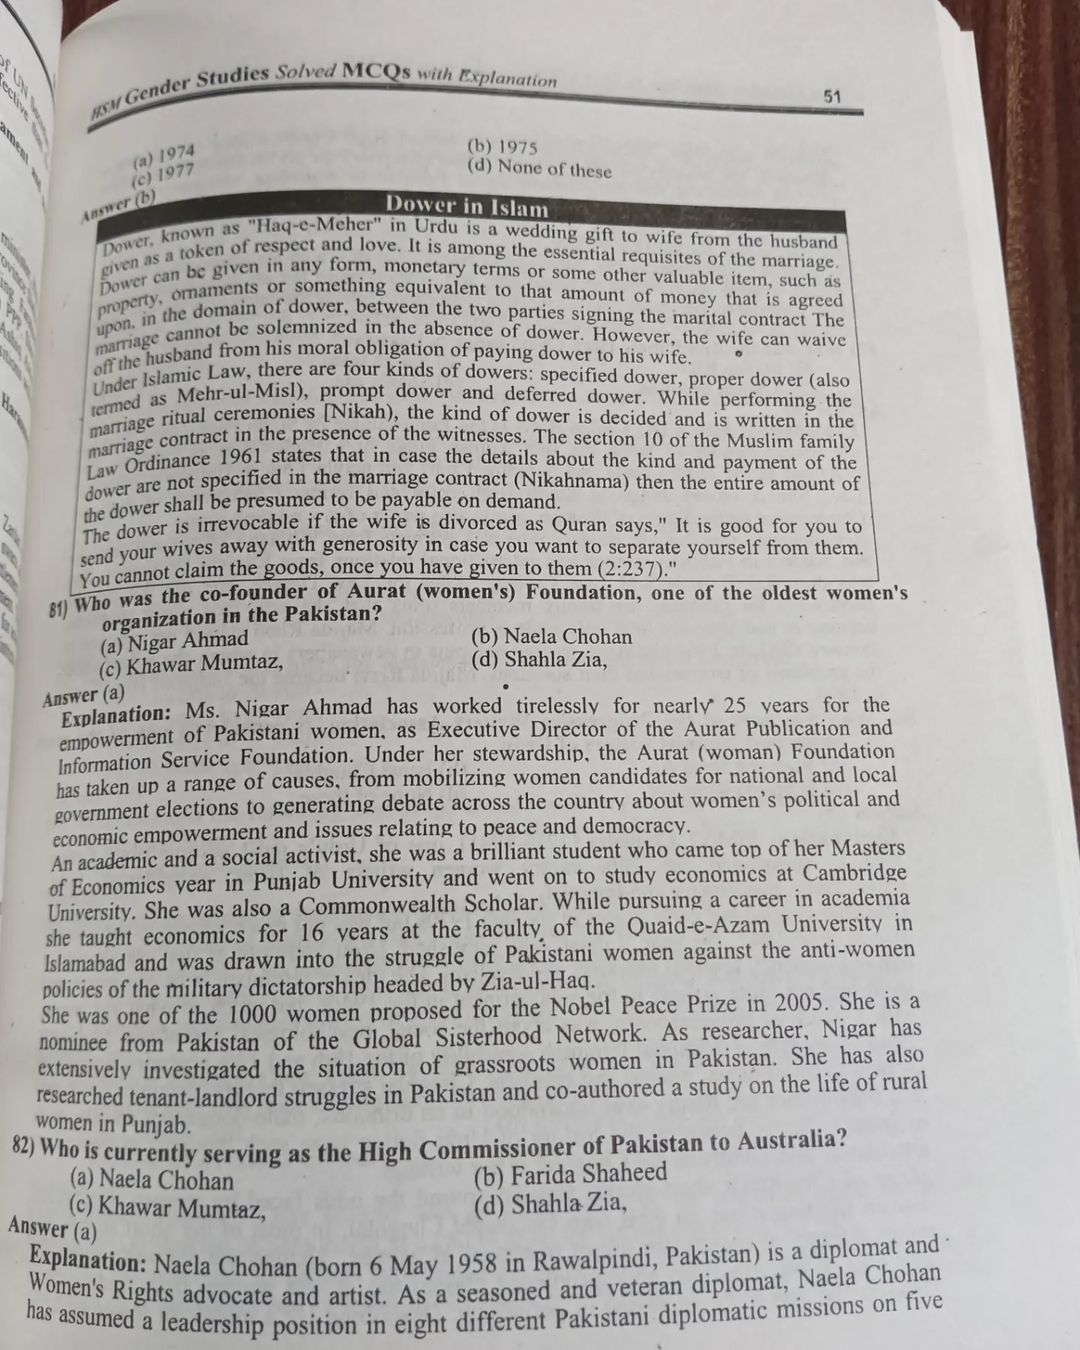 HSM Gender Studies Solved MCQs with Explanation
51
(a) 1974
(b) 1975
(c) 1977
(d) None of these
Answer (b)
Dower in Islam
Dower, known as "Haq-e-Meher" in Urdu is a wedding gift to wife from the husband
given as a token of respect and love. It is among the essential requisites of the marriage.
Dower can be given in any form, monetary terms or some other valuable item, such as
property, ornaments or something equivalent to that amount of money that is agreed
upon, in the domain of dower, between the two parties signing the marital contract The
marriage cannot be solemnized in the absence of dower. However, the wife can waive
off the husband from his moral obligation of paying dower to his wife.
Under Islamic Law, there are four kinds of dowers: specified dower, proper dower (also
termed as Mehr-ul-Misl), prompt dower and deferred dower. While performing the
marriage ritual ceremonies [Nikah), the kind of dower is decided and is written in the
marriage contract in the presence of the witnesses. The section 10 of the Muslim family
Law Ordinance 1961 states that in case the details about the kind and payment of the
dower are not specified in the marriage contract (Nikahnama) then the entire amount of
the dower shall be presumed to be payable on demand.
The dower is irrevocable if the wife is divorced as Quran says," It is good for you to
send your wives away with generosity in case you want to separate yourself from them.
You cannot claim the goods, once you have given to them (2:237)."
81) Who was the co-founder of Aurat (women's) Foundation, one of the oldest women's
organization in the Pakistan?
(a) Nigar Ahmad
(b) Naela Chohan
(c) Khawar Mumtaz,
(d) Shahla Zia,
Answer (a)
Explanation: Ms. Nigar Ahmad has worked tirelessly for nearly 25 years for the
empowerment of Pakistani women, as Executive Director of the Aurat Publication and
Information Service Foundation. Under her stewardship, the Aurat (woman) Foundation
has taken up a range of causes, from mobilizing women candidates for national and local
government elections to generating debate across the country about women's political and
economic empowerment and issues relating to peace and democracy.
An academic and a social activist, she was a brilliant student who came top of her Masters
of Economics year in Punjab University and went on to study economics at Cambridge
University. She was also a Commonwealth Scholar. While pursuing a career in academia
she taught economics for 16 years at the faculty of the Quaid-e-Azam University in
Islamabad and was drawn into the struggle of Pakistani women against the anti-women
policies of the military dictatorship headed by Zia-ul-Haq.
She was one of the 1000 women proposed for the Nobel Peace Prize in 2005. She is a
nominee from Pakistan of the Global Sisterhood Network. As researcher, Nigar has
extensively investigated the situation of grassroots women in Pakistan. She has also
researched tenant-landlord struggles in Pakistan and co-authored a study on the life of rural
women in Punjab.
82) Who is currently serving as the High Commissioner of Pakistan to Australia?
(a) Naela Chohan
(b) Farida Shaheed
(c) Khawar Mumtaz,
(d) Shahla Zia,
Answer (a)
Explanation: Naela Chohan (born 6 May 1958 in Rawalpindi, Pakistan) is a diplomat and
Women's Rights advocate and artist. As a seasoned and veteran diplomat, Naela Chohan
has assumed a leadership position in eight different Pakistani diplomatic missions on five